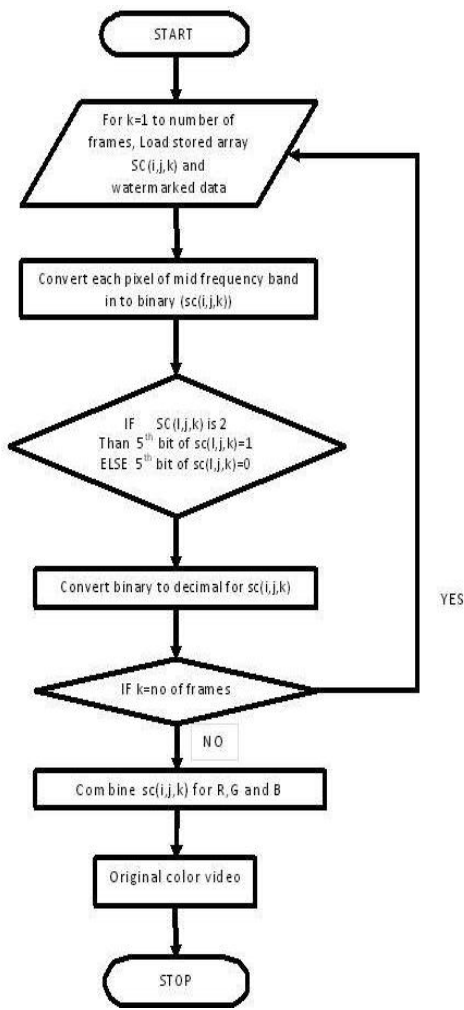 START
For k=1 to number of
frames, Load stored array
SC(i,j,k) and
watermarked data
Convert each pixel of mid frequency band
in to binary (sc(i,j,k))
IF SC(I,j,k) is 2
Than 5th bit of sc(I,j,k)=1
ELSE 5th bit of sc(I,j,k)=0
Convert binary to decimal for sc(i,j,k)
YES
IF k=no of frames
NO
Combine sc(i,j,k) for R,G and B
Original color video
STOP